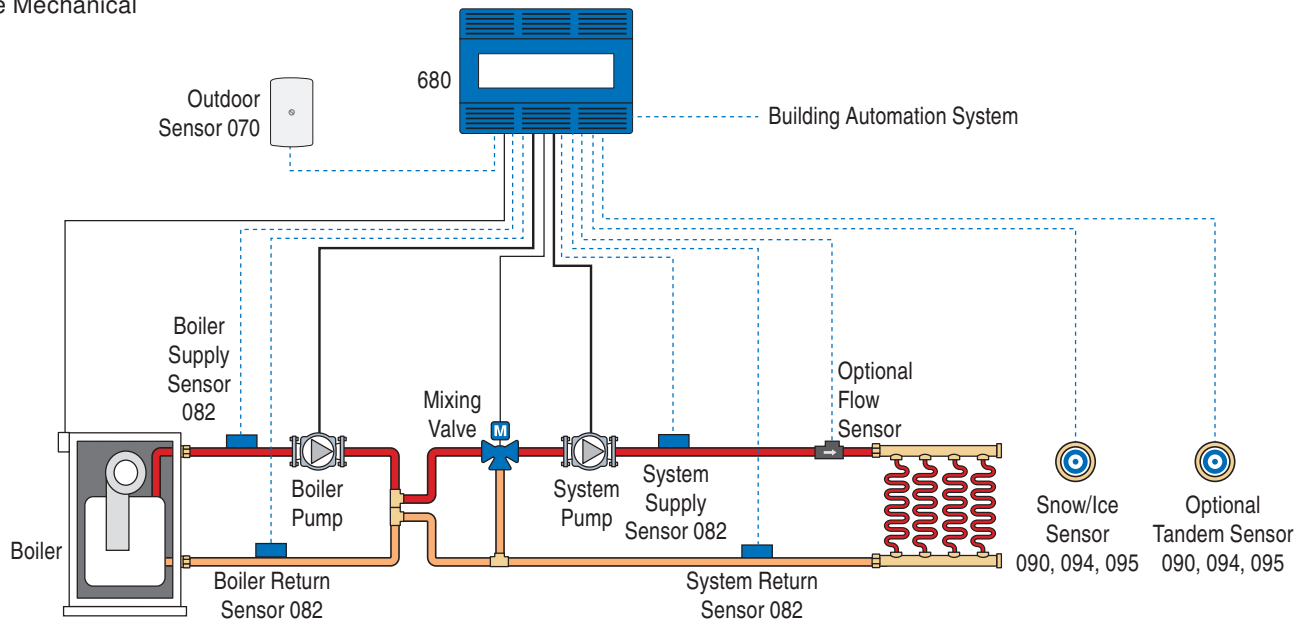 e Mechanical
680
Outdoor
Sensor 070
Building Automation System
Boiler
Supply
Sensor
082
Mixing
Valve
M
Optional
Flow
Sensor
Boiler
Pump
System
Pump
System
Supply
Sensor 082
Snow/Ice
Sensor
090, 094, 095
Optional
Tandem Sensor
090, 094, 095
Boiler
Boiler Return
Sensor 082
System Return
Sensor 082